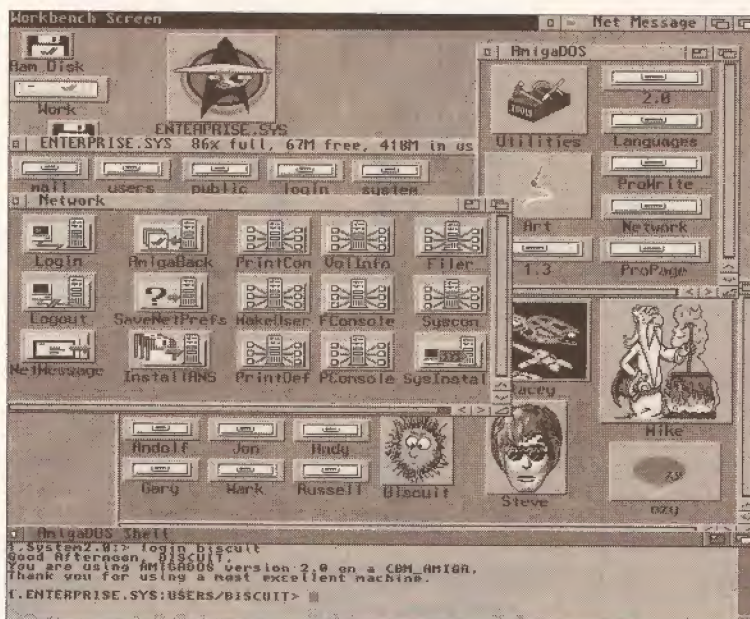 Workbench Screen
Net Message
Ram Disk
Work
ENTERPRISE.SYS
ENTERPRISE.SYS 86% full, 67M free, 418M in us
mail users public login system
AmigaDOS
Utilities
2.0
Languages
ProWrite
Art
Network
1.3
ProPage
Network
Login AmigaBack PrintCon VolInfo Filer
Logout SaveNetPrefs MakeUser FConsole Syscon
NetMessage InstallANS PrintDef PConsole SysInstal
tacey
Mike
Andolf Jon Andy
Gary Mark Russell Biscuit
Steve
ozy
AmigaDOS Shell
1.System2.0:> login biscuit
Good Afternoon, BISCUIT,
You are using AMIGADOS version 2.0 on a CBM_AMIGA.
Thank you for using a most excellent machine.
1.ENTERPRISE.SYS:USERS/BISCUIT>